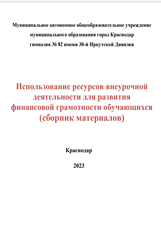 Муниципальное автономное общеобразовательное учреждение
муниципального образования город Краснодар
гимназия № 82 имени 30-й Иркутской Дивизии
Использование ресурсов внеурочной
деятельности для развития
финансовой грамотности обучающихся
(сборник материалов)
Краснодар
2023